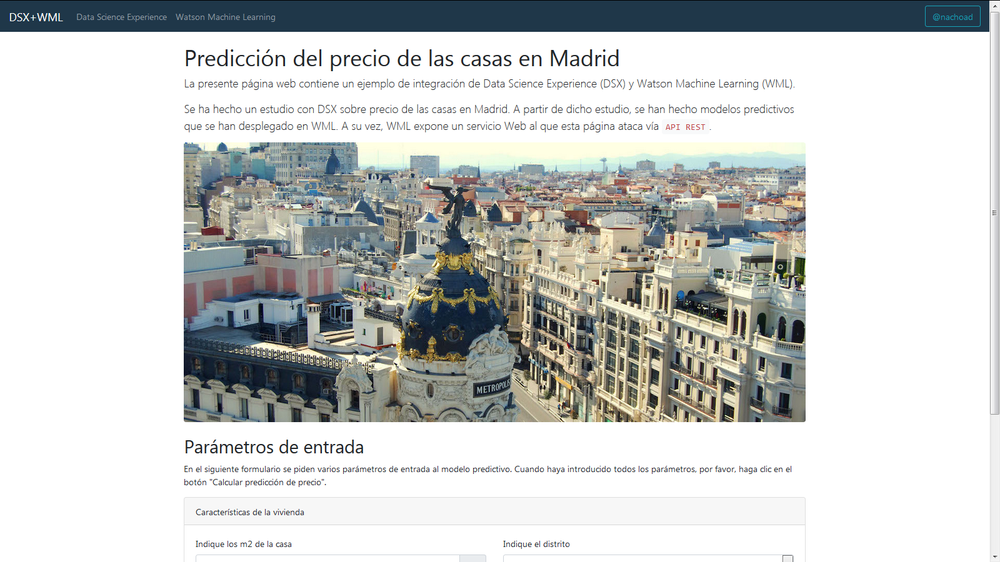 DSX+WML Data Science Experience Watson Machine Learning @nachoad
Predicción del precio de las casas en Madrid
La presente página web contiene un ejemplo de integración de Data Science Experience (DSX) y Watson Machine Learning (WML).
Se ha hecho un estudio con DSX sobre precio de las casas en Madrid. A partir de dicho estudio, se han hecho modelos predictivos
que se han desplegado en WML. A su vez, WML expone un servicio Web al que esta página ataca vía API REST.
METROPOLIS
Parámetros de entrada
En el siguiente formulario se piden varios parámetros de entrada al modelo predictivo. Cuando haya introducido todos los parámetros, por favor, haga clic en el
botón "Calcular predicción de precio".
Características de la vivienda
Indique los m2 de la casa Indique el distrito